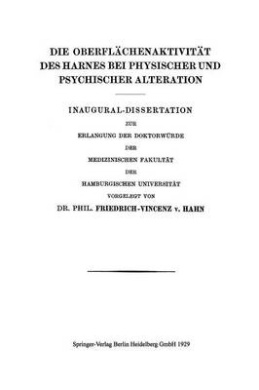 DIE OBERFLÄCHENAKTIVITÄT
DES HARNES BEI PHYSISCHER UND
PSYCHISCHER ALTERATION
INAUGURAL-DISSERTATION
ZUR
ERLANGUNG DER DOKTORWÜRDE
DER
MEDIZINISCHEN FAKULTÄT
DER
HAMBURGISCHEN UNIVERSITÄT
VORGELEGT VON
DR. PHIL. FRIEDRICH-VINCENZ v. HAHN
Springer-Verlag Berlin Heidelberg GmbH 1929